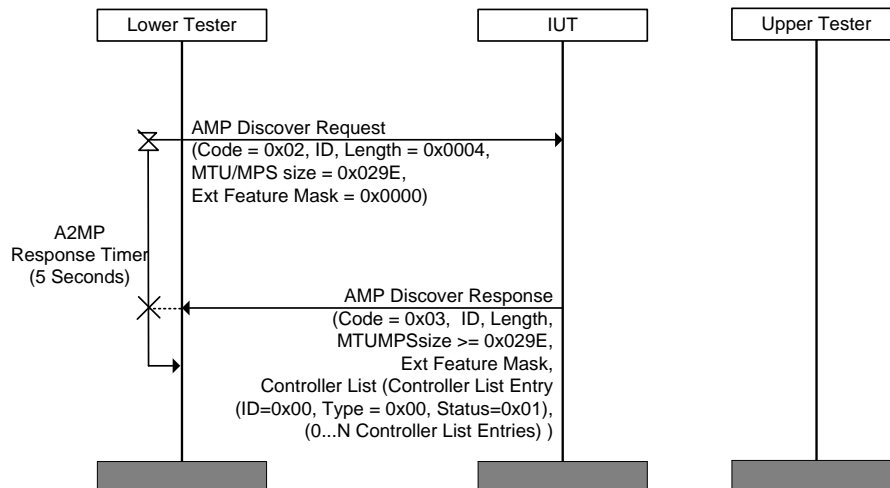 Lower Tester
IUT
Upper Tester
AMP Discover Request
(Code = 0x02, ID, Length = 0x0004,
MTU/MPS size = 0x029E,
Ext Feature Mask = 0x0000)
A2MP
Response Timer
(5 Seconds)
AMP Discover Response
(Code = 0x03, ID, Length,
MTUMPSsize >= 0x029E,
Ext Feature Mask,
Controller List (Controller List Entry
(ID=0x00, Type = 0x00, Status=0x01),
(0...N Controller List Entries) )